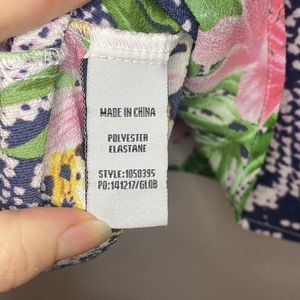 MADE IN CHINA
POLYESTER
ELASTANE
STYLE:1050395
PO:141217/GLOB